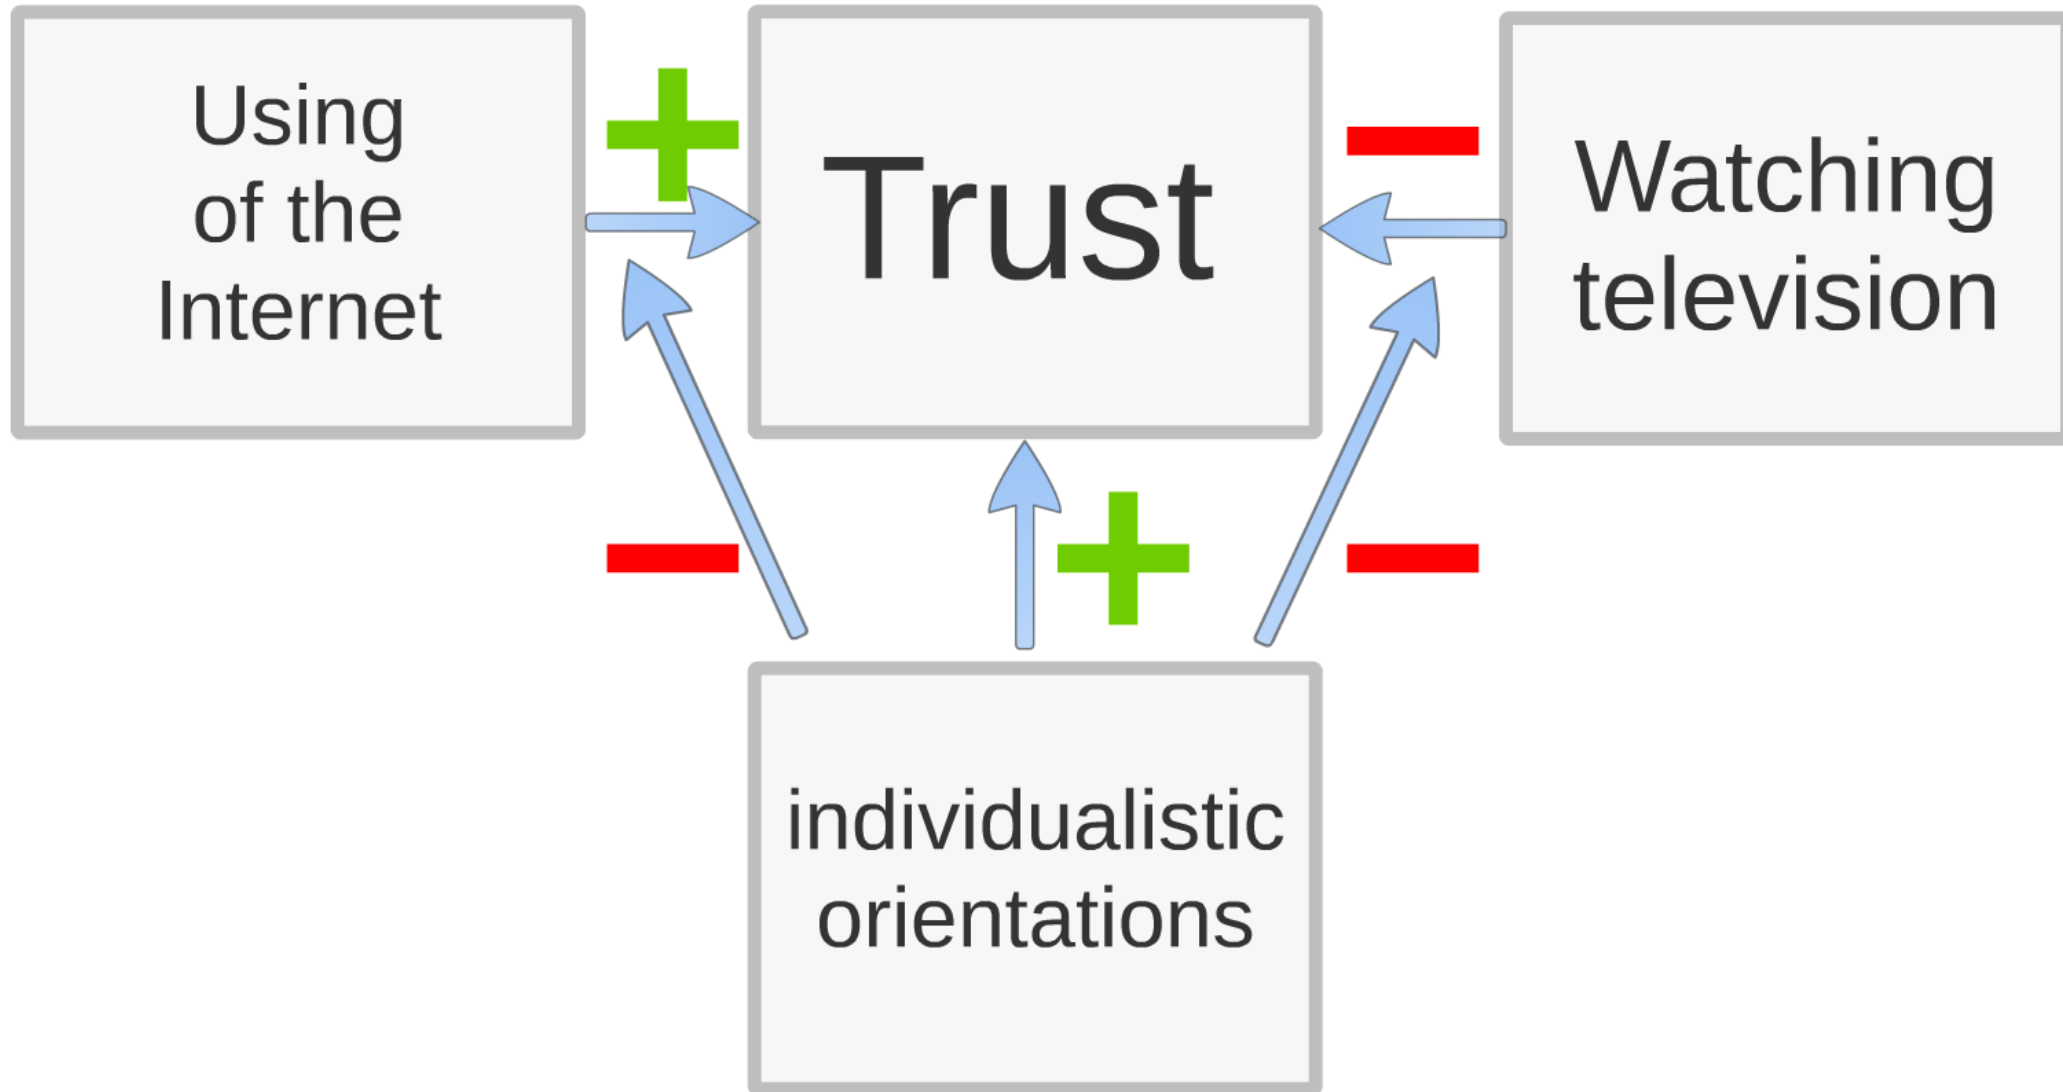 Using
of the
Internet
Trust
Watching
television
individualistic
orientations